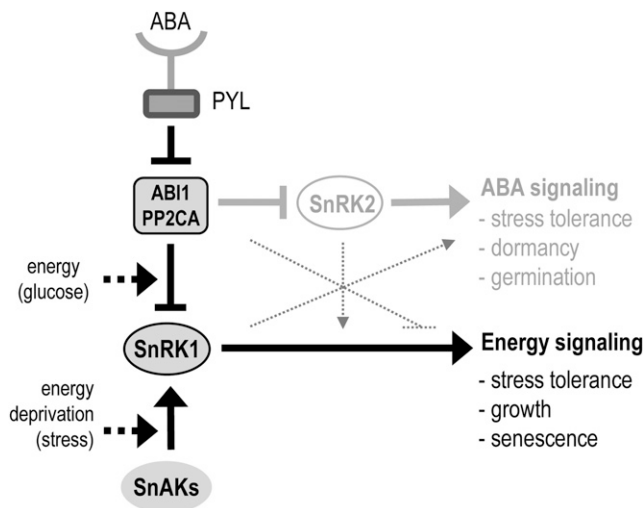 ABA
PYL
ABI1
PP2CA
SnRK2
ABA signaling
- stress tolerance
- dormancy
- germination
energy
(glucose)
SnRK1
Energy signaling
- stress tolerance
- growth
- senescence
energy
deprivation
(stress)
SnAKs